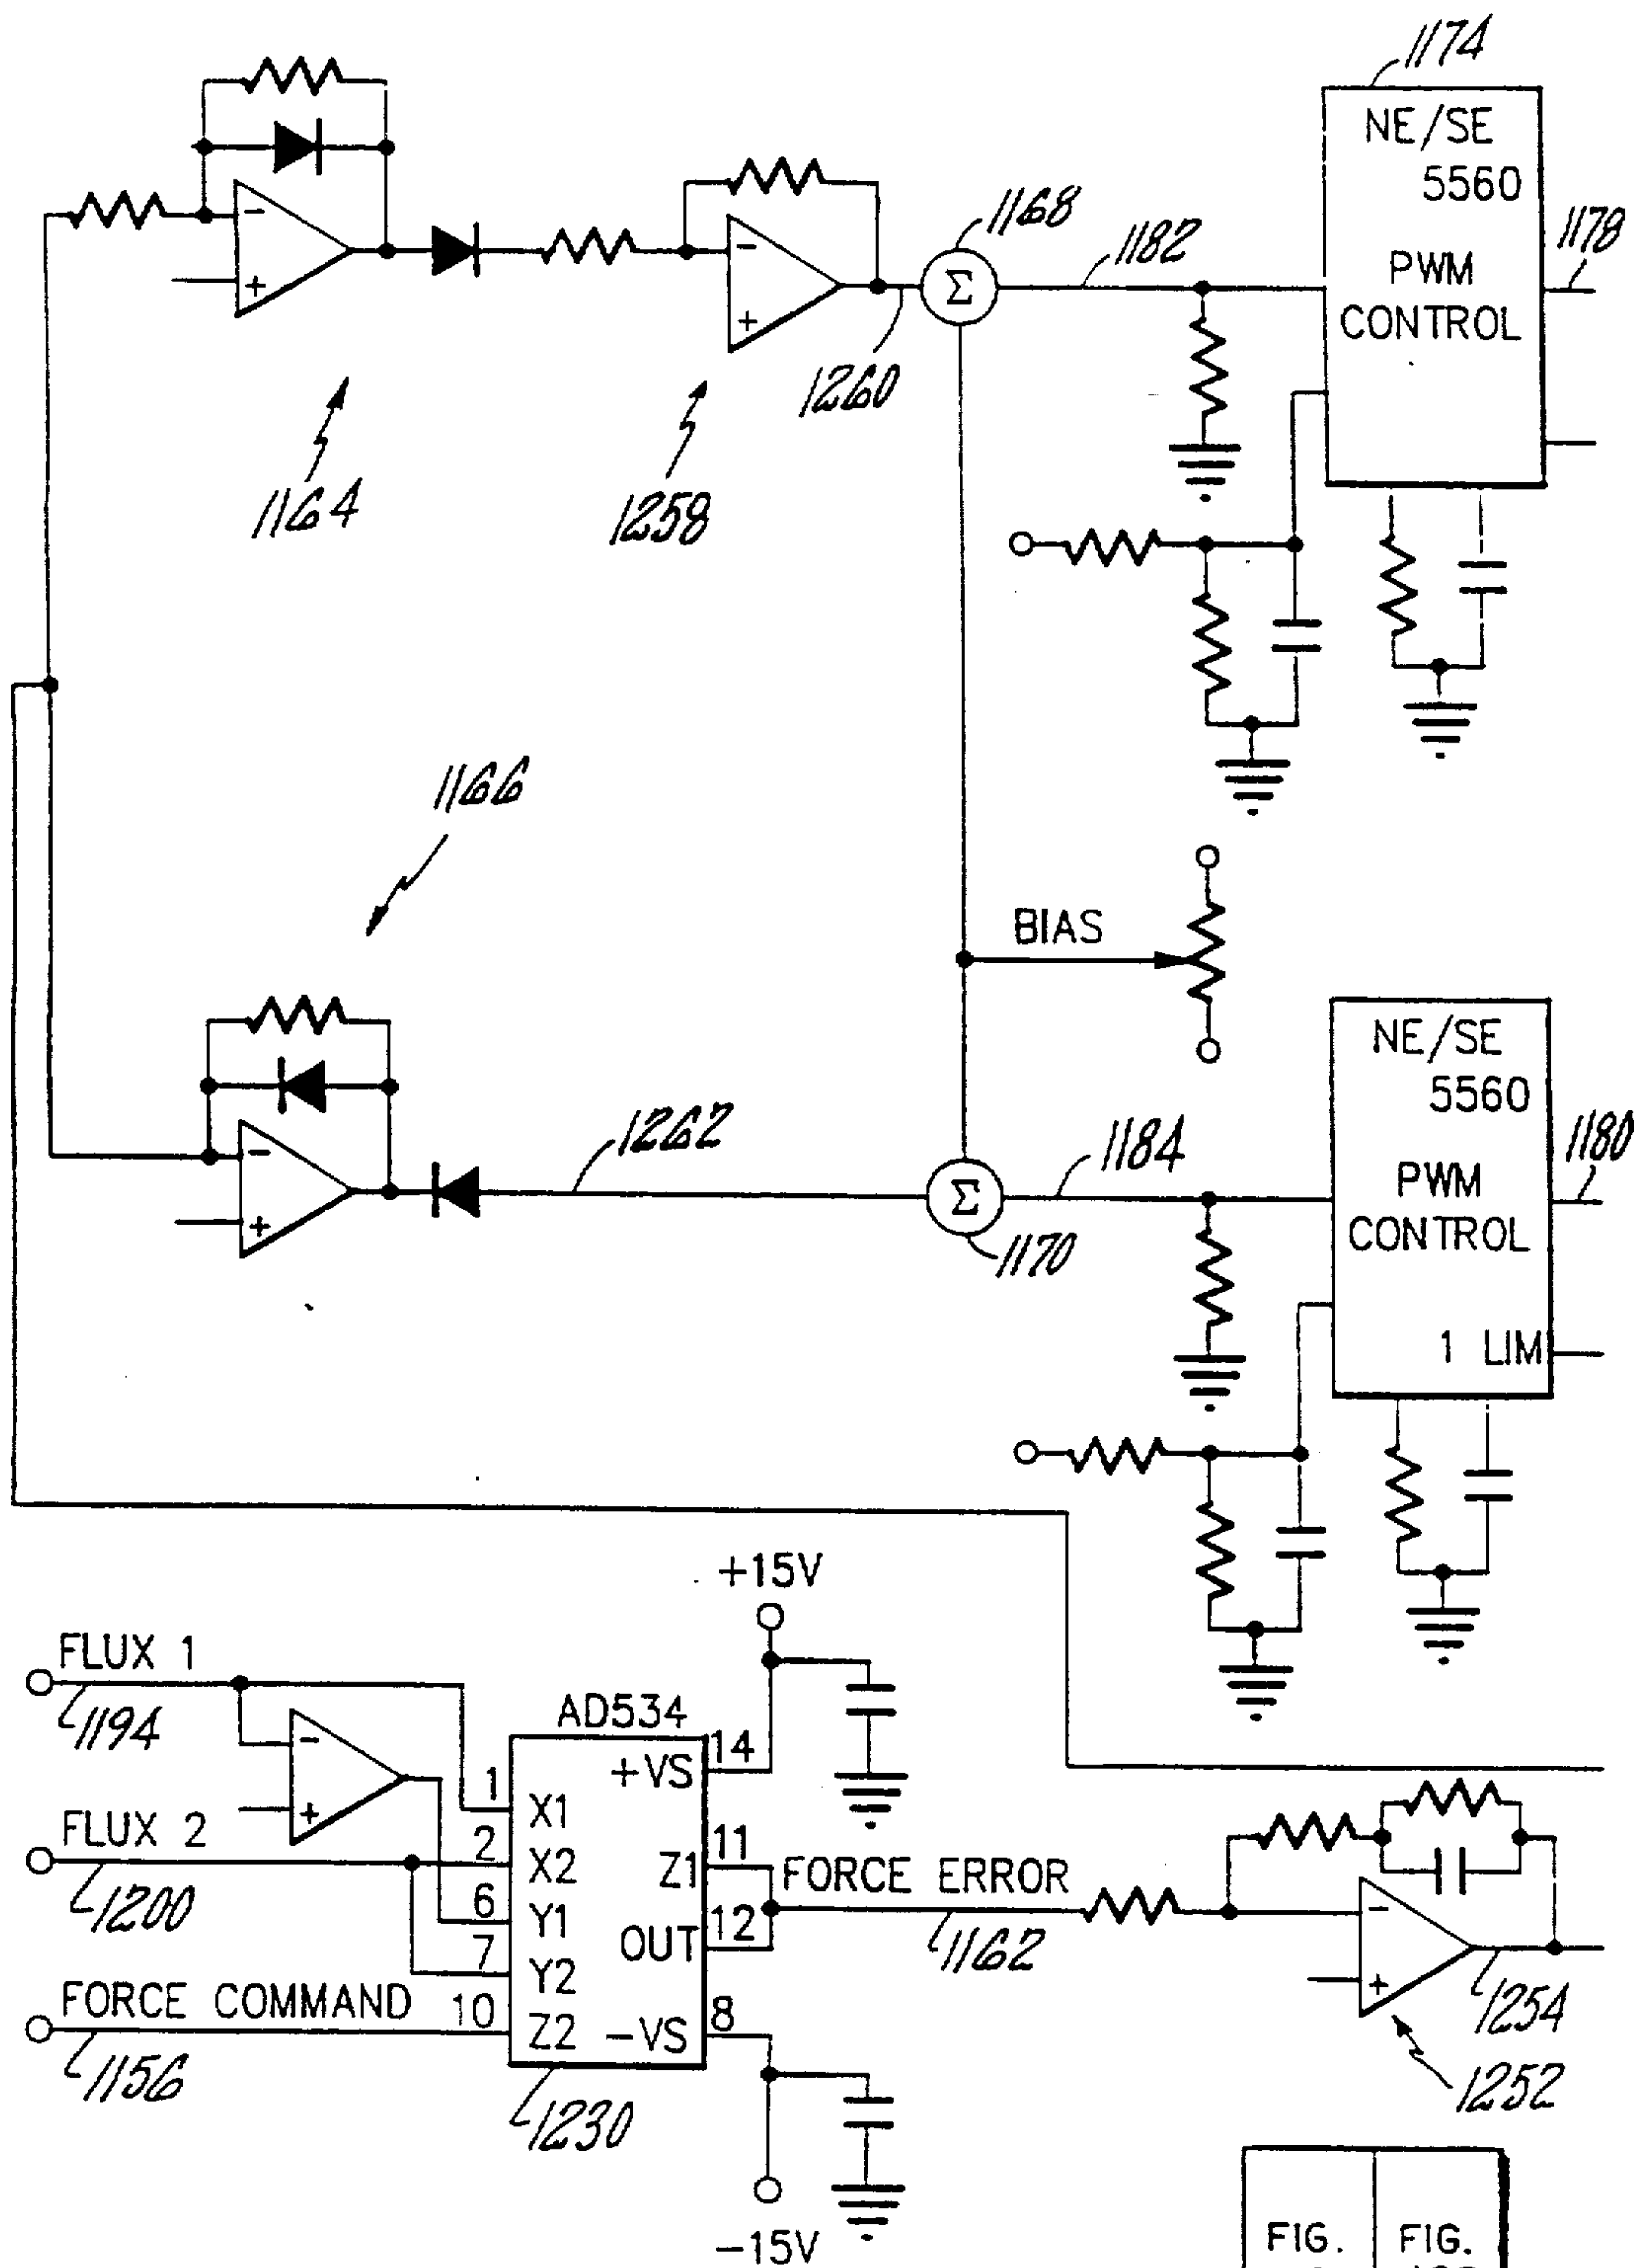 1174
NE/SE
5560
PWM
CONTROL
1178
1168
1182
Σ
-
+
-
+
1260
1164
1258
1166
BIAS
NE/SE
5560
PWM
CONTROL
1 LIM
1180
1262
1184
-
+
Σ
1170
+15V
FLUX 1
1194
AD534
-
+
1
X1
+VS
14
FLUX 2
2
X2
Z1
11
FORCE ERROR
1200
6
Y1
OUT
12
1162
7
Y2
-
+
1254
FORCE COMMAND
10
Z2
-VS
8
1156
1230
1252
-15V
FIG.
FIG.